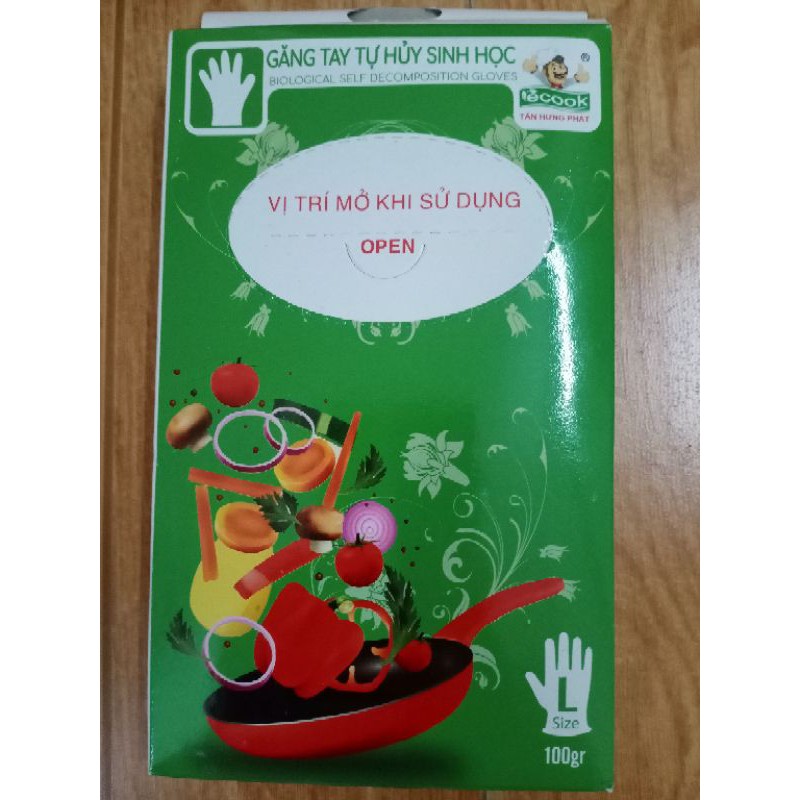 GĂNG TAY TỰ HỦY SINH HỌC
BIOLOGICAL SELF DECOMPOSITION GLOVES
®
lécook
TÂN HƯNG PHÁT
VỊ TRÍ MỞ KHI SỬ DỤNG
OPEN
L
Size
100gr